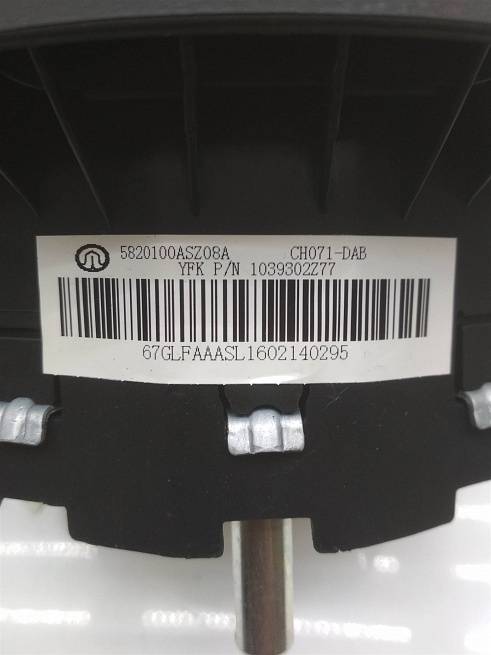 5820100ASZ08A CH071-DAB
YFK P/N 1039302Z77
67GLFAAASL1602140295